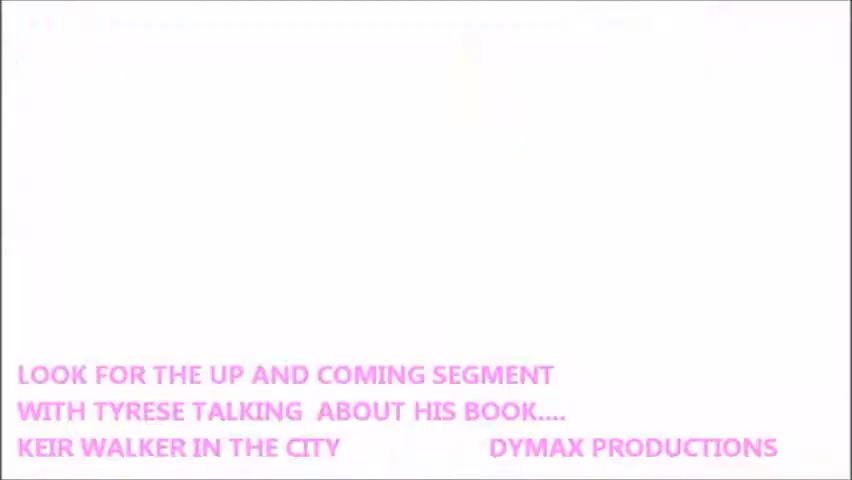 LOOK FOR THE UP AND COMING SEGMENT
WITH TYRESE TALKING  ABOUT HIS BOOK....
KEIR WALKER IN THE CITY DYMAX PRODUCTIONS